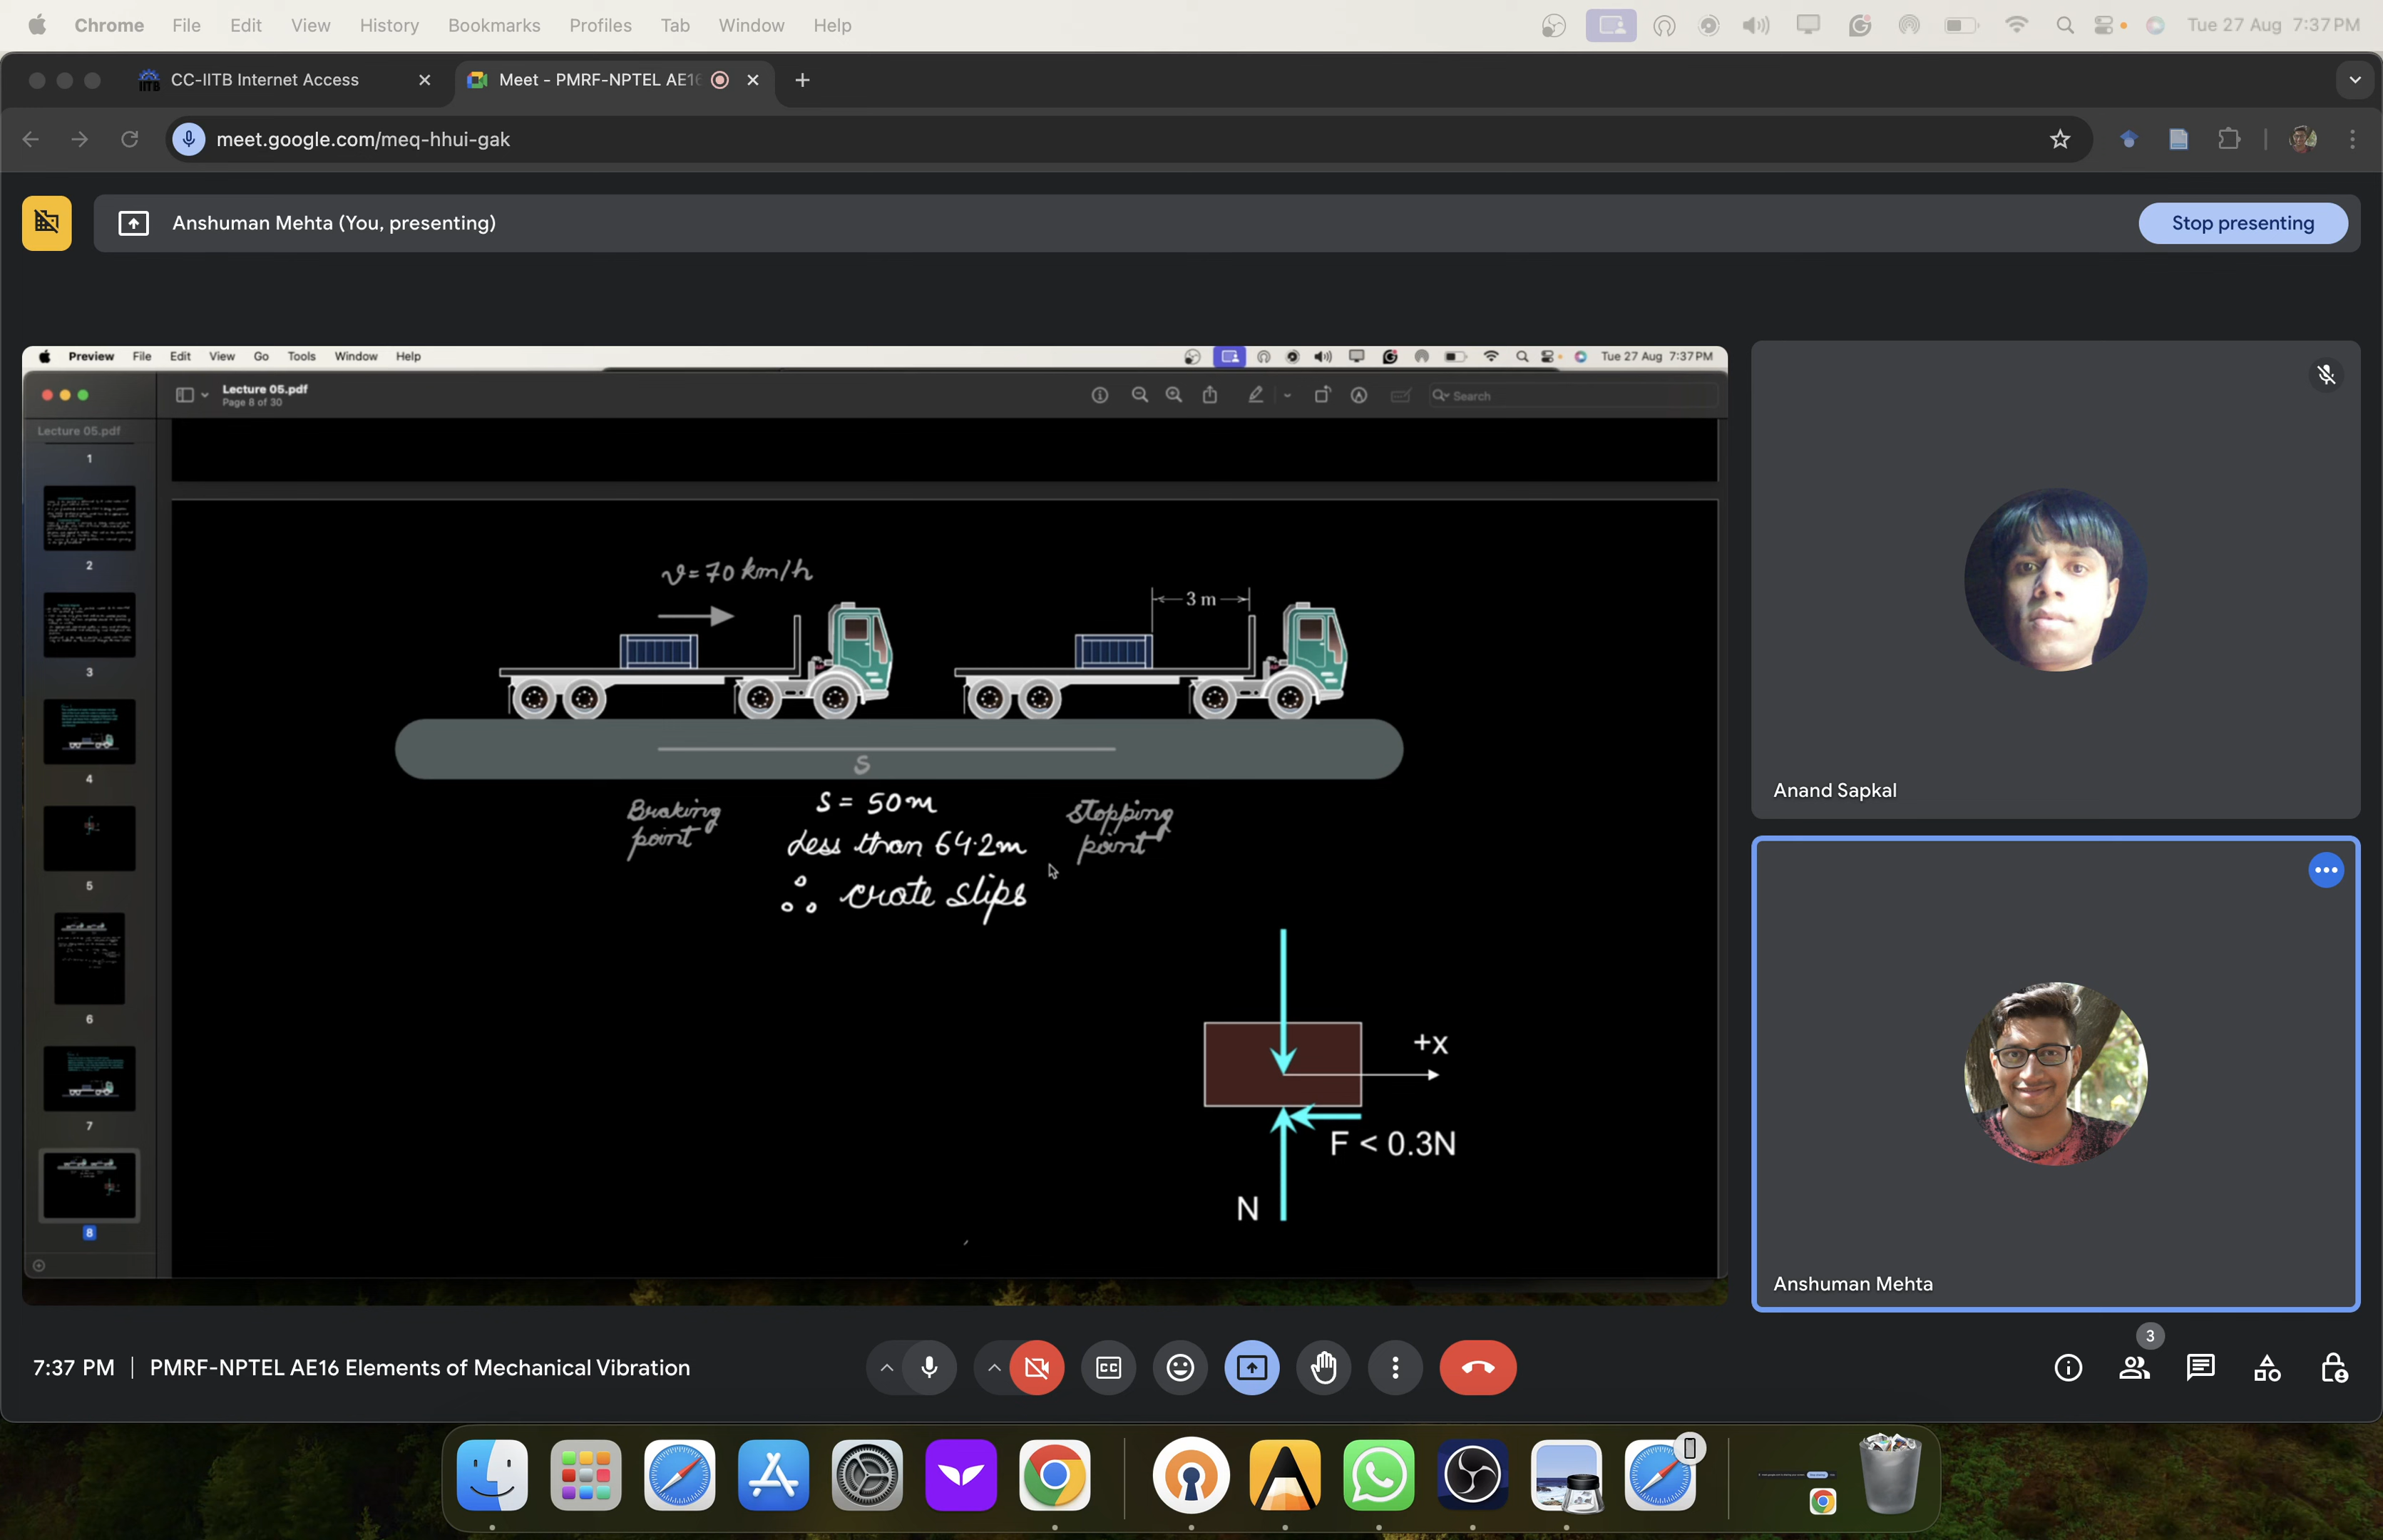 Chrome File Edit View History Bookmarks Profiles Tab Window Help Tue 27 Aug 7:37 PM
CC-IITB Internet Access Meet - PMRF-NPTEL AE16
meet.google.com/meq-hhui-gak
Anshuman Mehta (You, presenting) Stop presenting
Preview File Edit View Go Tools Window Help Tue 27 Aug 7:37 PM
Lecture 05.pdf
Page 8 of 30
Search
Lecture 05.pdf
1
2
3
4
5
6
7
8
v = 70 km/h
3 m
S
Braking point
S = 50m
Less than 64.2m
∴ crate slips
Stopping point
+x
F < 0.3N
N
Anand Sapkal
Anshuman Mehta
7:37 PM | PMRF-NPTEL AE16 Elements of Mechanical Vibration
CC
3